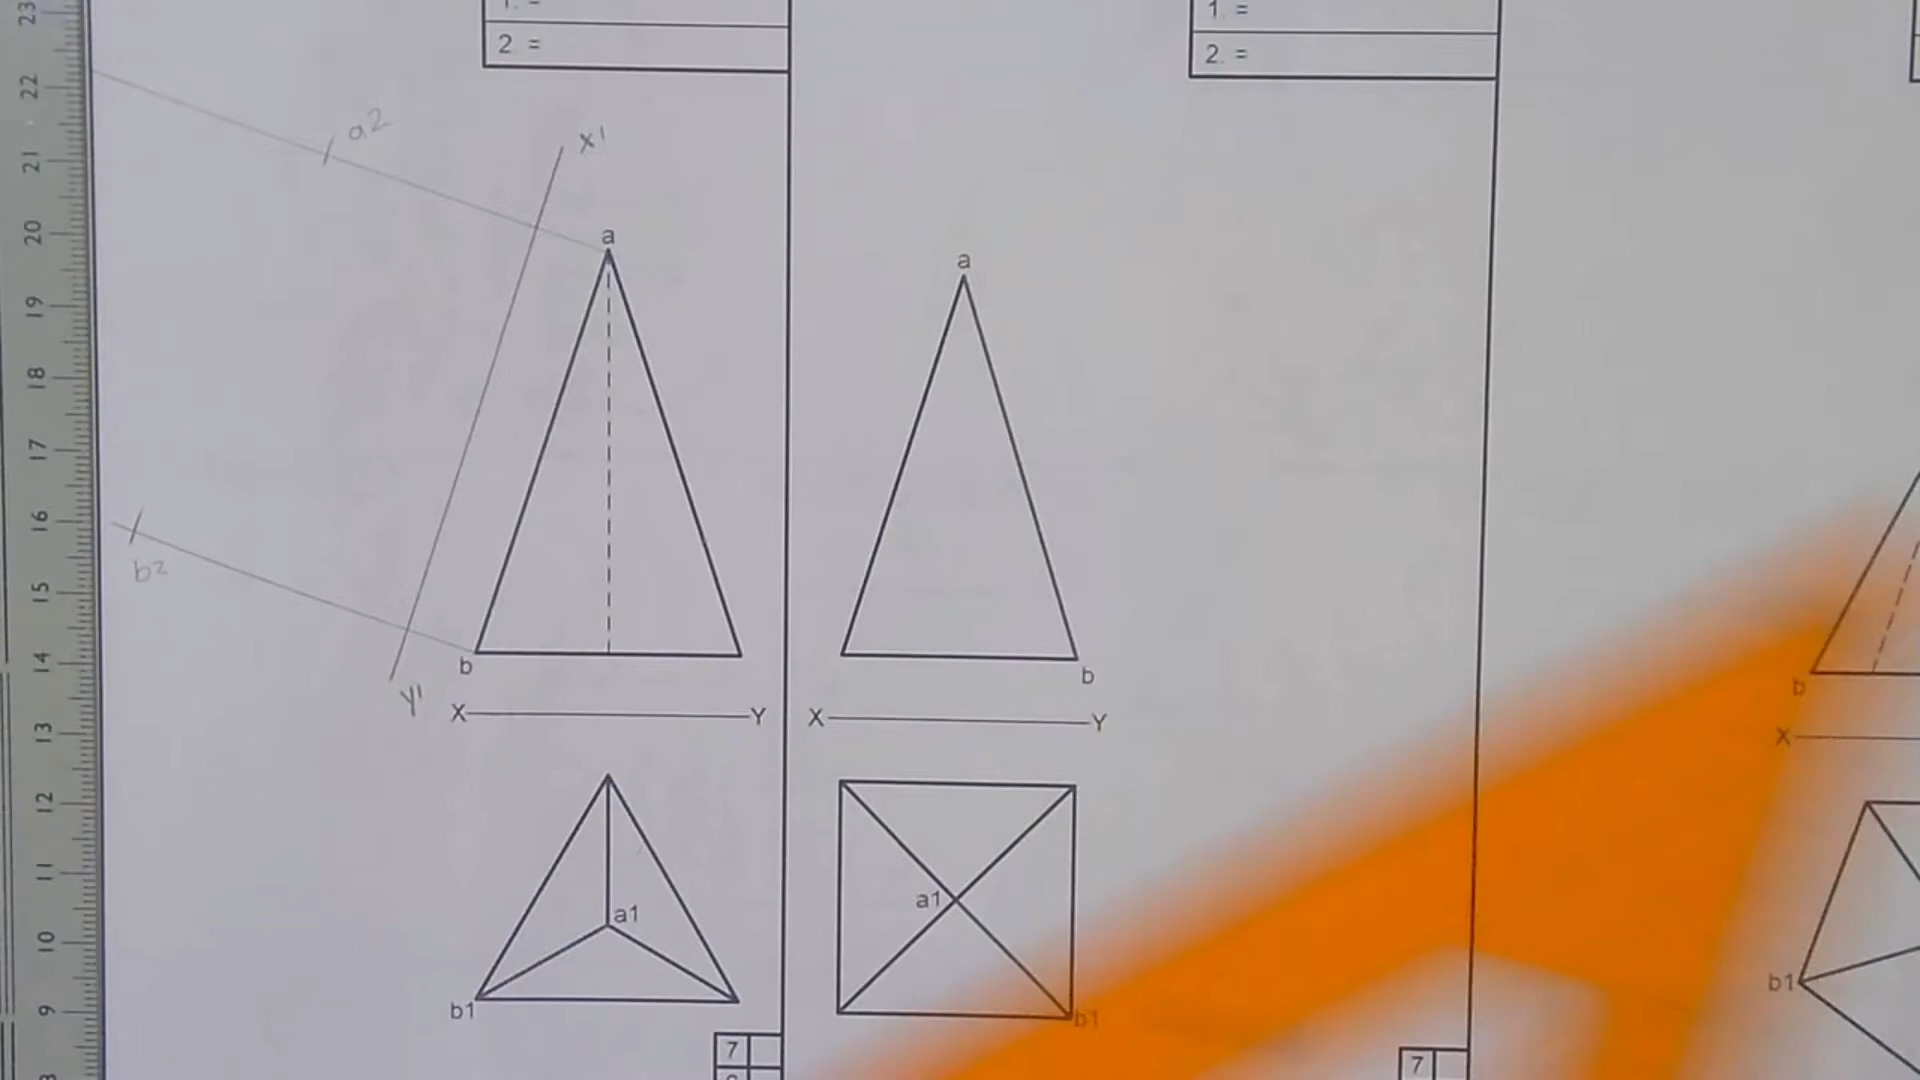 23
22
21
20
19
18
17
16
15
14
13
12
11
10
9
1. =
2 =
a2
X'
a
b2
b
Y'
X
Y
a1
b1
7
1. =
2. =
a
b
X
Y
a1
b1
7
b
X
b1